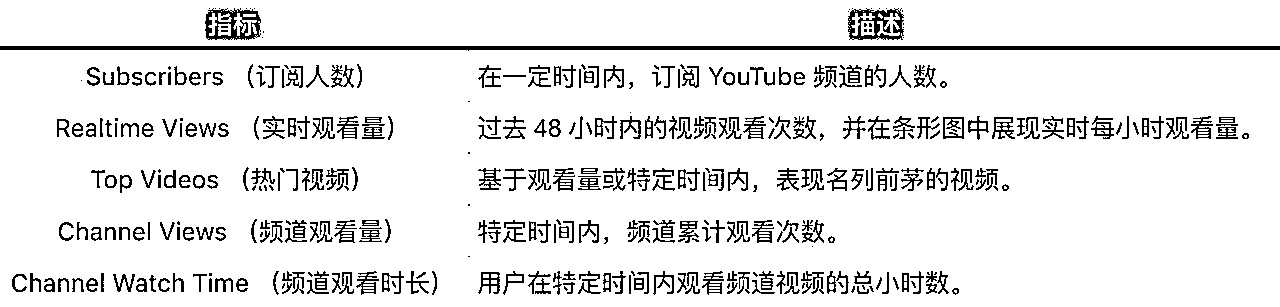 指标 描述
Subscribers （订阅人数） 在一定时间内，订阅 YouTube 频道的人数。
Realtime Views （实时观看量） 过去 48 小时内的视频观看次数，并在条形图中展现实时每小时观看量。
Top Videos （热门视频） 基于观看量或特定时间内，表现名列前茅的视频。
Channel Views （频道观看量） 特定时间内，频道累计观看次数。
Channel Watch Time （频道观看时长） 用户在特定时间内观看频道视频的总小时数。